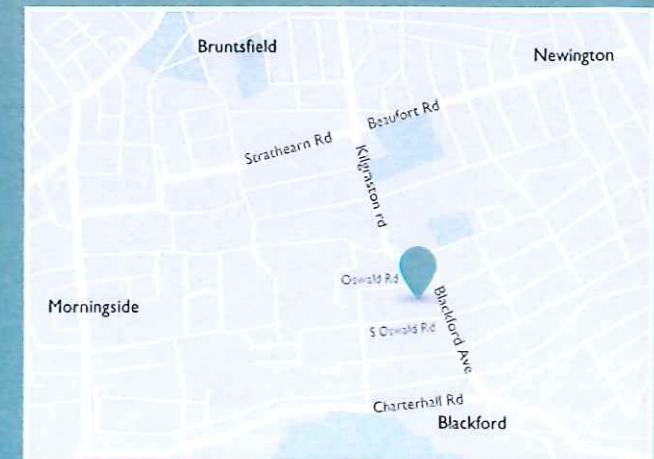 Bruntsfield
Newington
Beaufort Rd
Strathearn Rd
Kilgraston rd
Oswald Rd
Morningside
Blackford Ave
S Oswald Rd
Charterhall Rd
Blackford